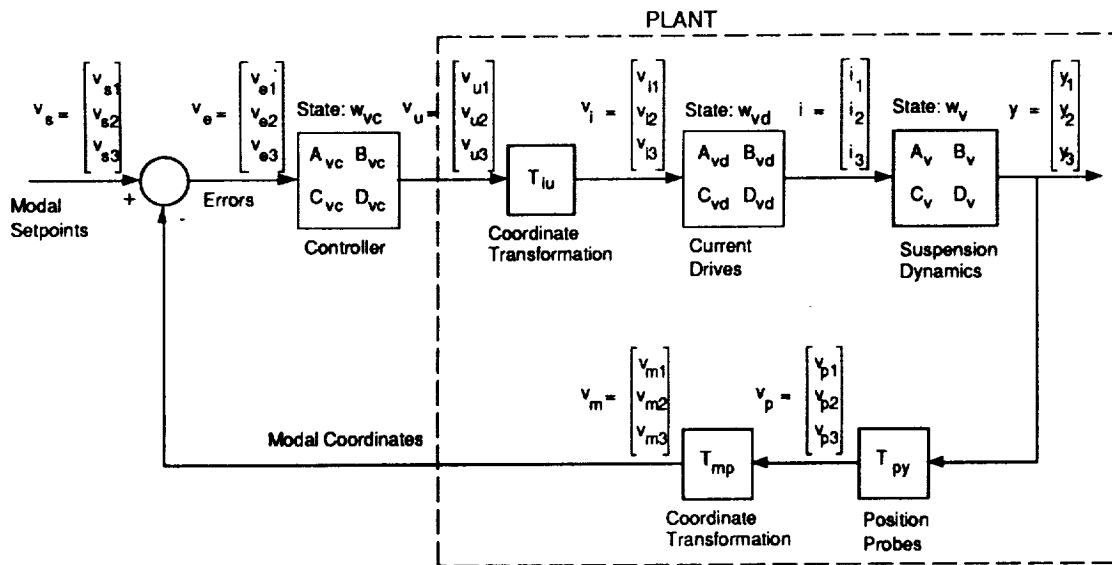 PLANT
v_s = [v_s1 v_s2 v_s3]
v_e = [v_e1 v_e2 v_e3]
State: w_vc
v_u = [v_u1 v_u2 v_u3]
v_i = [v_i1 v_i2 v_i3]
State: w_vd
i = [i_1 i_2 i_3]
State: w_v
y = [y_1 y_2 y_3]
+
-
Modal
Setpoints
Errors
A_vc B_vc
C_vc D_vc
Controller
T_iu
Coordinate
Transformation
A_vd B_vd
C_vd D_vd
Current
Drives
A_v B_v
C_v D_v
Suspension
Dynamics
v_m = [v_m1 v_m2 v_m3]
v_p = [v_p1 v_p2 v_p3]
Modal Coordinates
T_mp
Coordinate
Transformation
T_py
Position
Probes